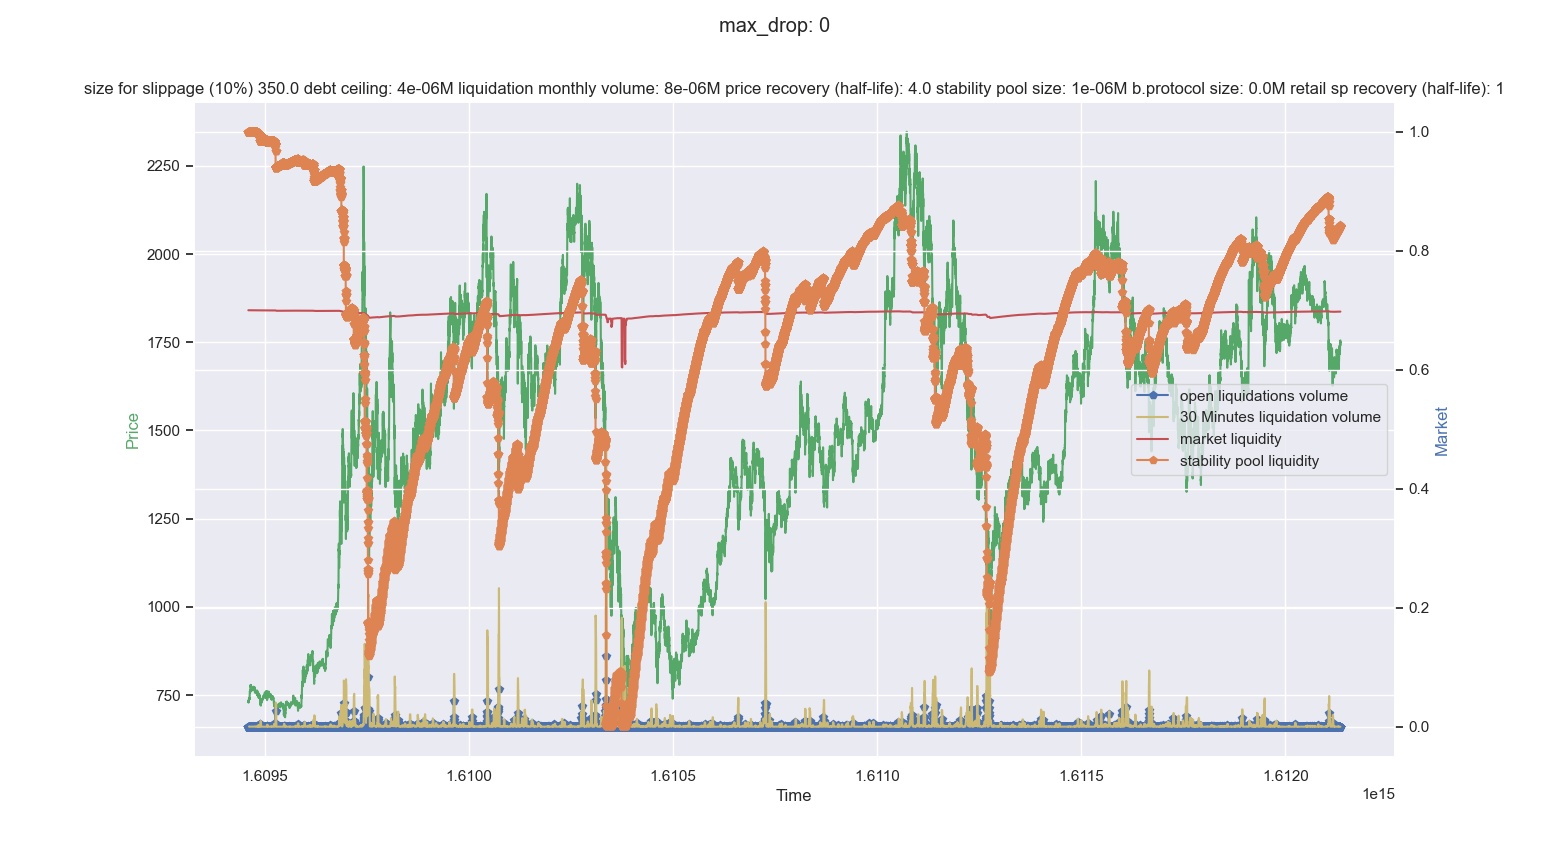 max_drop: 0
size for slippage (10%) 350.0 debt ceiling: 4e-06M liquidation monthly volume: 8e-06M price recovery (half-life): 4.0 stability pool size: 1e-06M b.protocol size: 0.0M retail sp recovery (half-life): 1
2250
2000
1750
1500
1250
1000
750
Price
1.0
0.8
0.6
0.4
0.2
0.0
Market
open liquidations volume
30 Minutes liquidation volume
market liquidity
stability pool liquidity
1.6095 1.6100 1.6105 1.6110 1.6115 1.6120
1e15
Time